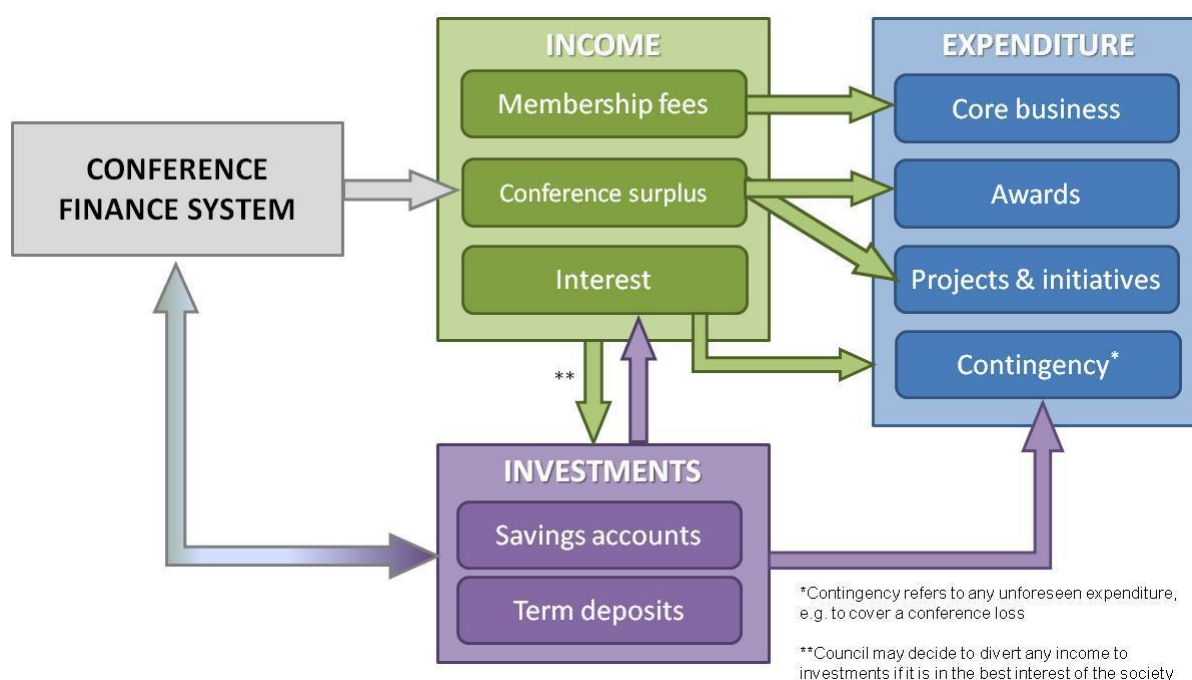 INCOME
Membership fees
Conference surplus
Interest
EXPENDITURE
Core business
Awards
Projects & initiatives
Contingency*
CONFERENCE
FINANCE SYSTEM
**
INVESTMENTS
Savings accounts
Term deposits
*Contingency refers to any unforeseen expenditure,
e.g. to cover a conference loss
**Council may decide to divert any income to
investments if it is in the best interest of the society